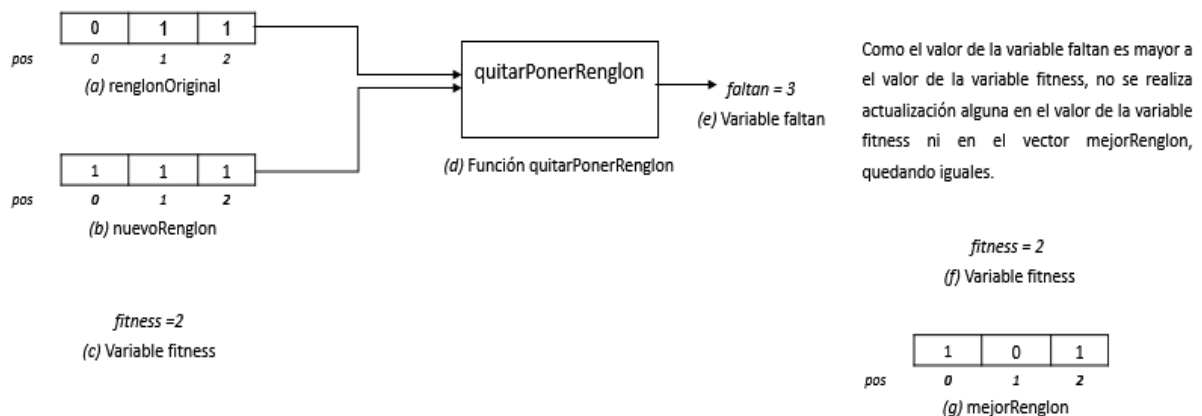 0 1 1
pos 0 1 2
(a) renglonOriginal
1 1 1
pos 0 1 2
(b) nuevoRenglon
fitness =2
(c) Variable fitness
quitarPonerRenglon
(d) Función quitarPonerRenglon
faltan = 3
(e) Variable faltan
Como el valor de la variable faltan es mayor a
el valor de la variable fitness, no se realiza
actualización alguna en el valor de la variable
fitness ni en el vector mejorRenglon,
quedando iguales.
fitness = 2
(f) Variable fitness
1 0 1
pos 0 1 2
(g) mejorRenglon